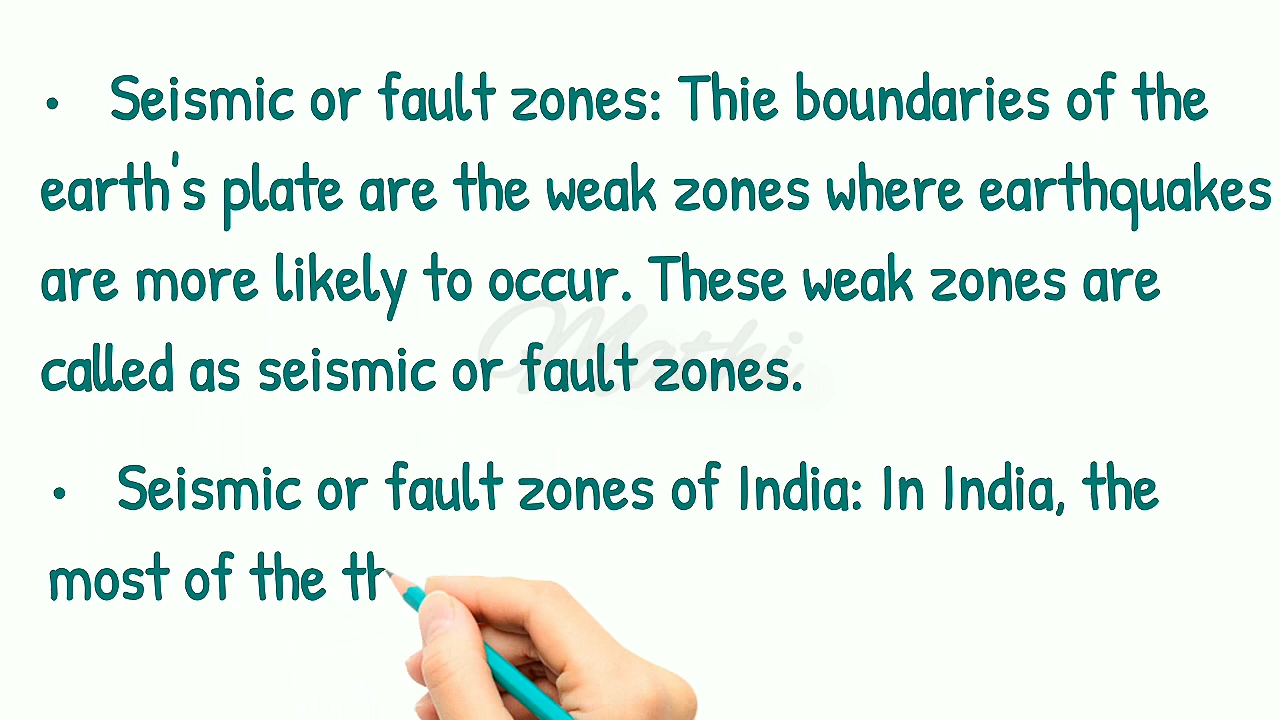 • Seismic or fault zones: Thie boundaries of the
earth's plate are the weak zones where earthquakes
are more likely to occur. These weak zones are
called as seismic or fault zones.
Mathi
• Seismic or fault zones of India: In India, the
most of the th